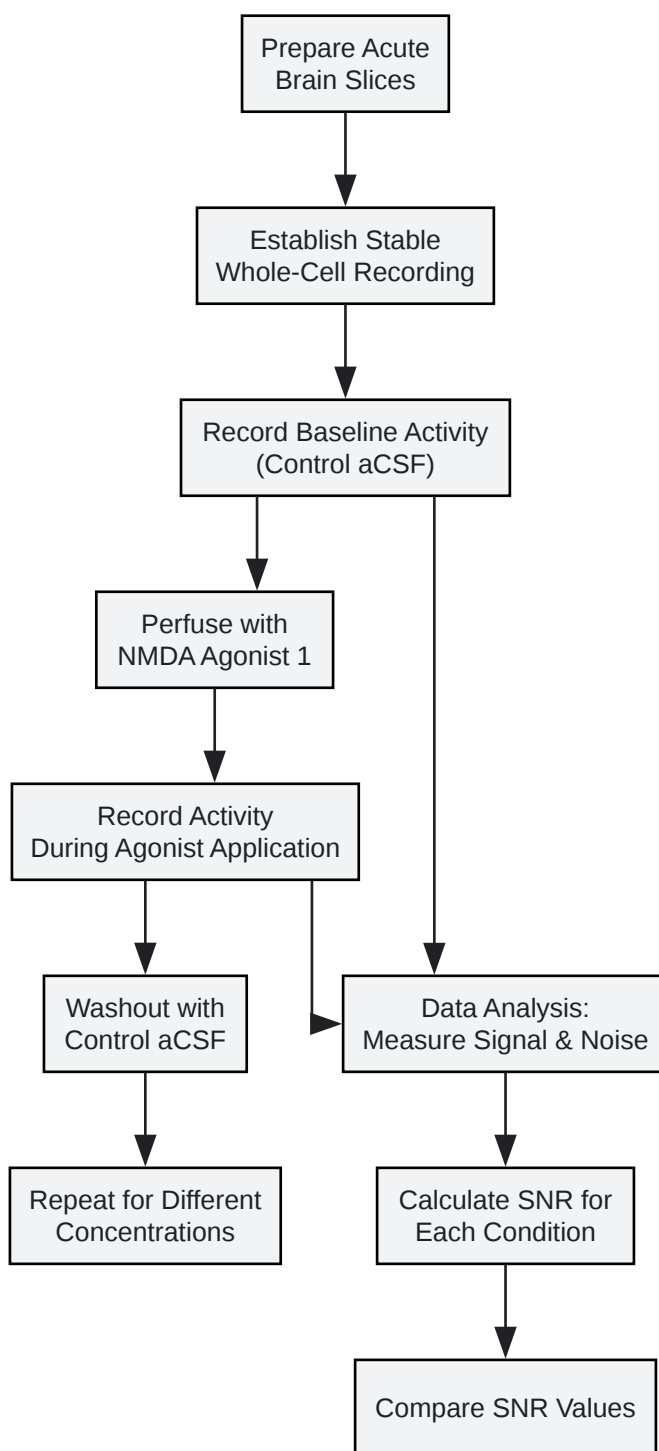 Prepare Acute
Brain Slices
Establish Stable
Whole-Cell Recording
Record Baseline Activity
(Control aCSF)
Perfuse with
NMDA Agonist 1
Record Activity
During Agonist Application
Washout with
Control aCSF
Data Analysis:
Measure Signal & Noise
Repeat for Different
Concentrations
Calculate SNR for
Each Condition
Compare SNR Values